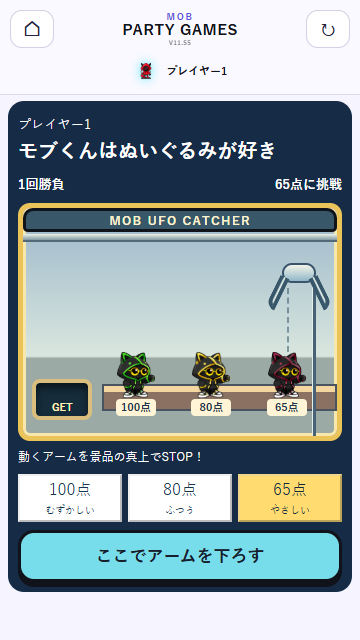 MOB
PARTY GAMES
V11.55
プレイヤー1
プレイヤー1
モブくんはぬいぐるみが好き
1回勝負
65点に挑戦
MOB UFO CATCHER
GET
100点
80点
65点
動くアームを景品の真上でSTOP！
100点
むずかしい
80点
ふつう
65点
やさしい
ここでアームを下ろす